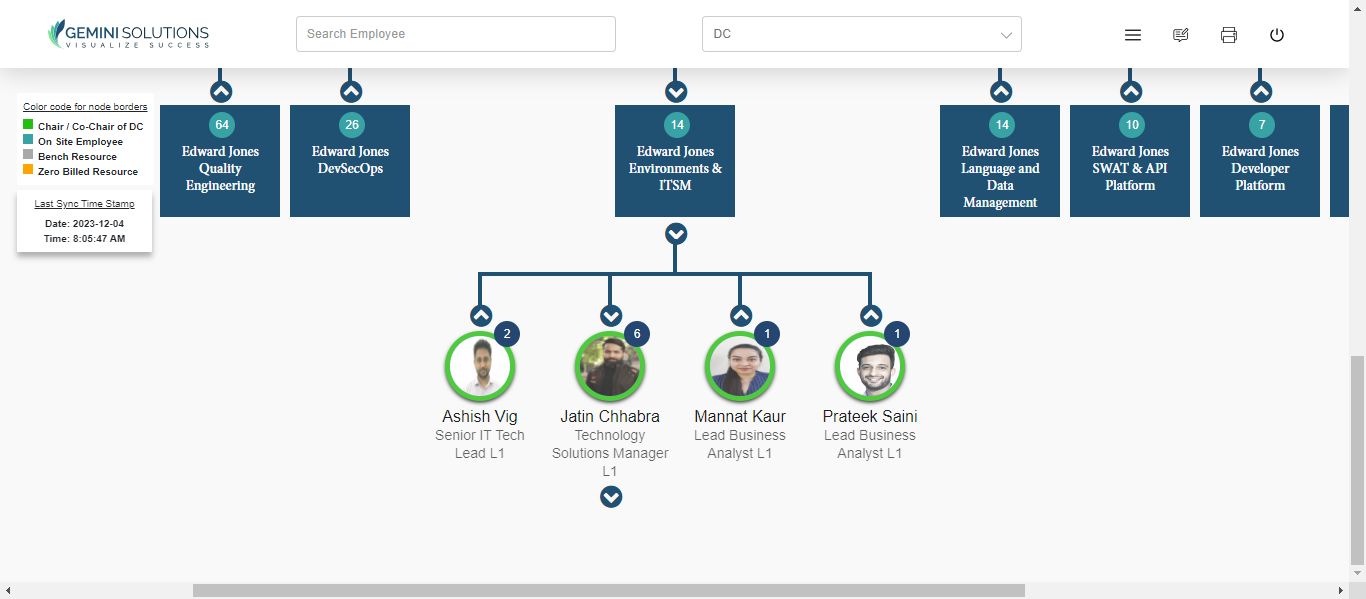 GEMINI SOLUTIONS
VISUALIZE SUCCESS
Search Employee
DC
Color code for node borders
Chair / Co-Chair of DC
On Site Employee
Bench Resource
Zero Billed Resource
Last Sync Time Stamp
Date: 2023-12-04
Time: 8:05:47 AM
64
Edward Jones
Quality
Engineering
26
Edward Jones
DevSecOps
14
Edward Jones
Environments &
ITSM
14
Edward Jones
Language and
Data
Management
10
Edward Jones
SWAT & API
Platform
7
Edward Jones
Developer
Platform
2
Ashish Vig
Senior IT Tech
Lead L1
6
Jatin Chhabra
Technology
Solutions Manager
L1
1
Mannat Kaur
Lead Business
Analyst L1
1
Prateek Saini
Lead Business
Analyst L1